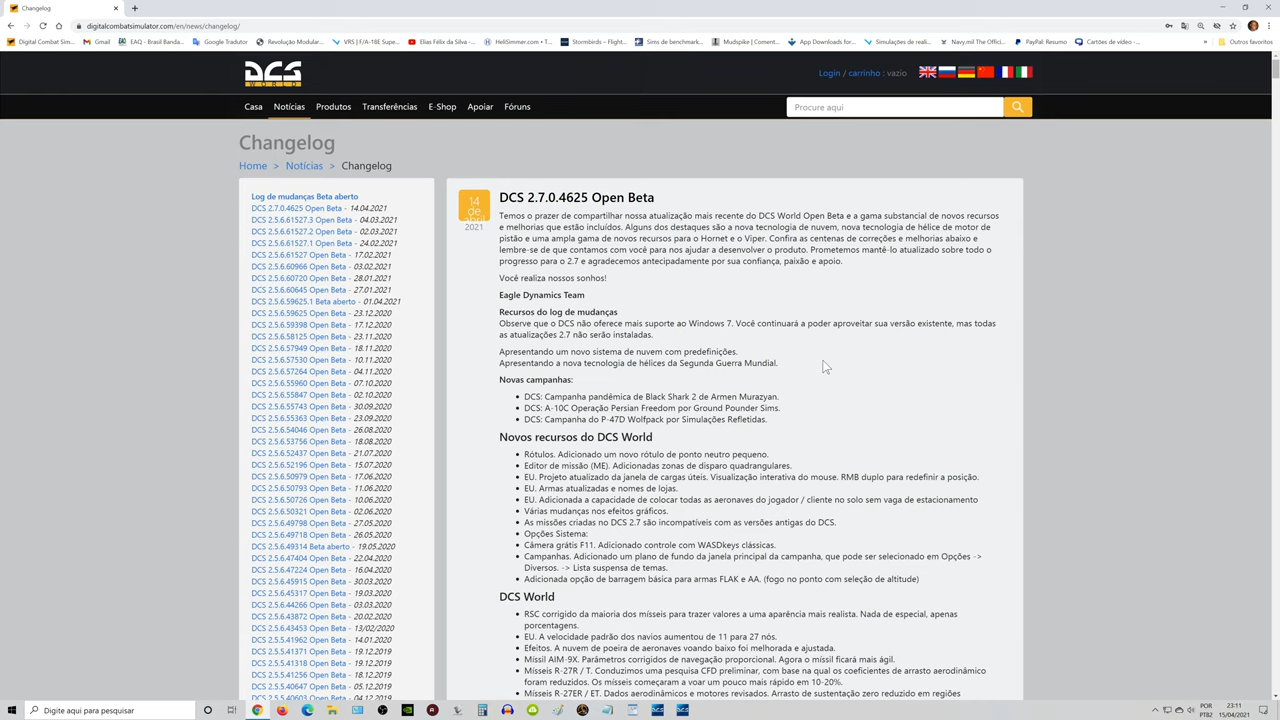 Changelog
digitalcombatsimulator.com/en/news/changelog/
Digital Combat Sim...
Gmail
EAQ - Brasil Banda...
Google Tradutor
Revolução Modular...
VRS | F/A-18E Supe...
Elias Félix da Silva -...
HeliSimmer.com • T...
Stormbirds – Flight...
Sims de benchmark...
Mudspike | Coment...
App Downloads for...
Simulações de reali...
Navy.mil The Offici...
PayPal: Resumo
Cartões de vídeo -...
Outros favoritos
DCS
WORLD
Login / carrinho : vazio
Casa Notícias Produtos Transferências E-Shop Apoiar Fóruns
Procure aqui
Changelog
Home > Notícias > Changelog
Log de mudanças Beta aberto
DCS 2.7.0.4625 Open Beta - 14.04.2021
DCS 2.5.6.61527.3 Open Beta - 04.03.2021
DCS 2.5.6.61527.2 Open Beta - 02.03.2021
DCS 2.5.6.61527.1 Open Beta - 24.02.2021
DCS 2.5.6.61527 Open Beta - 17.02.2021
DCS 2.5.6.60966 Open Beta - 03.02.2021
DCS 2.5.6.60720 Open Beta - 28.01.2021
DCS 2.5.6.60645 Open Beta - 27.01.2021
DCS 2.5.6.59625.1 Beta aberto - 01.04.2021
DCS 2.5.6.59625 Open Beta - 23.12.2020
DCS 2.5.6.59398 Open Beta - 17.12.2020
DCS 2.5.6.58125 Open Beta - 23.11.2020
DCS 2.5.6.57949 Open Beta - 18.11.2020
DCS 2.5.6.57530 Open Beta - 10.11.2020
DCS 2.5.6.57264 Open Beta - 04.11.2020
DCS 2.5.6.55960 Open Beta - 07.10.2020
DCS 2.5.6.55847 Open Beta - 02.10.2020
DCS 2.5.6.55743 Open Beta - 30.09.2020
DCS 2.5.6.55363 Open Beta - 23.09.2020
DCS 2.5.6.54046 Open Beta - 26.08.2020
DCS 2.5.6.53756 Open Beta - 18.08.2020
DCS 2.5.6.52437 Open Beta - 21.07.2020
DCS 2.5.6.52196 Open Beta - 15.07.2020
DCS 2.5.6.50979 Open Beta - 17.06.2020
DCS 2.5.6.50793 Open Beta - 11.06.2020
DCS 2.5.6.50726 Open Beta - 10.06.2020
DCS 2.5.6.50321 Open Beta - 02.06.2020
DCS 2.5.6.49798 Open Beta - 27.05.2020
DCS 2.5.6.49718 Open Beta - 26.05.2020
DCS 2.5.6.49314 Beta aberto - 19.05.2020
DCS 2.5.6.47404 Open Beta - 22.04.2020
DCS 2.5.6.47224 Open Beta - 16.04.2020
DCS 2.5.6.45915 Open Beta - 30.03.2020
DCS 2.5.6.45317 Open Beta - 19.03.2020
DCS 2.5.6.44266 Open Beta - 03.03.2020
DCS 2.5.6.43872 Open Beta - 20.02.2020
DCS 2.5.6.43453 Open Beta - 13/02/2020
DCS 2.5.5.41962 Open Beta - 14.01.2020
DCS 2.5.5.41371 Open Beta - 19.12.2019
DCS 2.5.5.41318 Open Beta - 19.12.2019
DCS 2.5.5.41256 Open Beta - 18.12.2019
DCS 2.5.5.40647 Open Beta - 05.12.2019
DCS 2.5.5.40603 Open Beta - 04.12.2019
14
de
abril
2021
DCS 2.7.0.4625 Open Beta
Temos o prazer de compartilhar nossa atualização mais recente do DCS World Open Beta e a gama substancial de novos recursos
e melhorias que estão incluídos. Alguns dos destaques são a nova tecnologia de nuvem, nova tecnologia de hélice de motor de
pistão e uma ampla gama de novos recursos para o Hornet e o Viper. Confira as centenas de correções e melhorias abaixo e
lembre-se de que contamos com você para nos ajudar a desenvolver o produto. Prometemos mantê-lo atualizado sobre todo o
progresso para o 2.7 e agradecemos antecipadamente por sua confiança, paixão e apoio.
Você realiza nossos sonhos!
Eagle Dynamics Team
Recursos do log de mudanças
Observe que o DCS não oferece mais suporte ao Windows 7. Você continuará a poder aproveitar sua versão existente, mas todas
as atualizações 2.7 não serão instaladas.
Apresentando um novo sistema de nuvem com predefinições.
Apresentando a nova tecnologia de hélices da Segunda Guerra Mundial.
Novas campanhas:
• DCS: Campanha pandêmica de Black Shark 2 de Armen Murazyan.
• DCS: A-10C Operação Persian Freedom por Ground Pounder Sims.
• DCS: Campanha do P-47D Wolfpack por Simulações Refletidas.
Novos recursos do DCS World
• Rótulos. Adicionado um novo rótulo de ponto neutro pequeno.
• Editor de missão (ME). Adicionadas zonas de disparo quadrangulares.
• EU. Projeto atualizado da janela de cargas úteis. Visualização interativa do mouse. RMB duplo para redefinir a posição.
• EU. Armas atualizadas e nomes de lojas.
• EU. Adicionada a capacidade de colocar todas as aeronaves do jogador / cliente no solo sem vaga de estacionamento
• Várias mudanças nos efeitos gráficos.
• As missões criadas no DCS 2.7 são incompatíveis com as versões antigas do DCS.
• Opções Sistema:
• Câmera grátis F11. Adicionado controle com WASDkeys clássicas.
• Campanhas. Adicionado um plano de fundo da janela principal da campanha, que pode ser selecionado em Opções ->
Diversos. -> Lista suspensa de temas.
• Adicionada opção de barragem básica para armas FLAK e AA. (fogo no ponto com seleção de altitude)
DCS World
• RSC corrigido da maioria dos mísseis para trazer valores a uma aparência mais realista. Nada de especial, apenas
porcentagens.
• EU. A velocidade padrão dos navios aumentou de 11 para 27 nós.
• Efeitos. A nuvem de poeira de aeronaves voando baixo foi melhorada e ajustada.
• Míssil AIM-9X. Parâmetros corrigidos de navegação proporcional. Agora o míssil ficará mais ágil.
• Mísseis R-27R / T. Conduzimos uma pesquisa CFD preliminar, com base na qual os coeficientes de arrasto aerodinâmico
foram reduzidos. Os mísseis começaram a voar um pouco mais rápido em 10-20%.
• Mísseis R-27ER / ET. Dados aerodinâmicos e motores revisados. Arrasto de sustentação zero reduzido em regiões
Digite aqui para pesquisar
POR
PTB2
23:11
15/04/2021